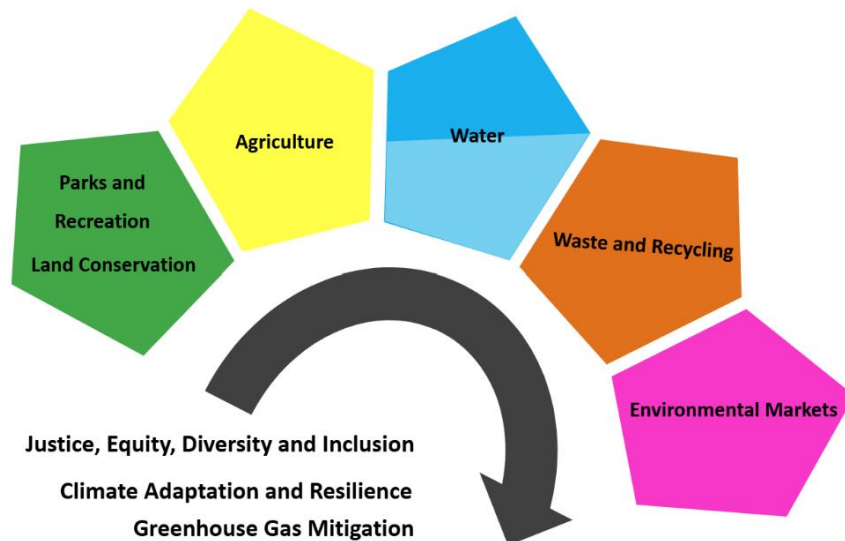 Parks and
Recreation
Land Conservation
Agriculture
Water
Waste and Recycling
Environmental Markets
Justice, Equity, Diversity and Inclusion
Climate Adaptation and Resilience
Greenhouse Gas Mitigation